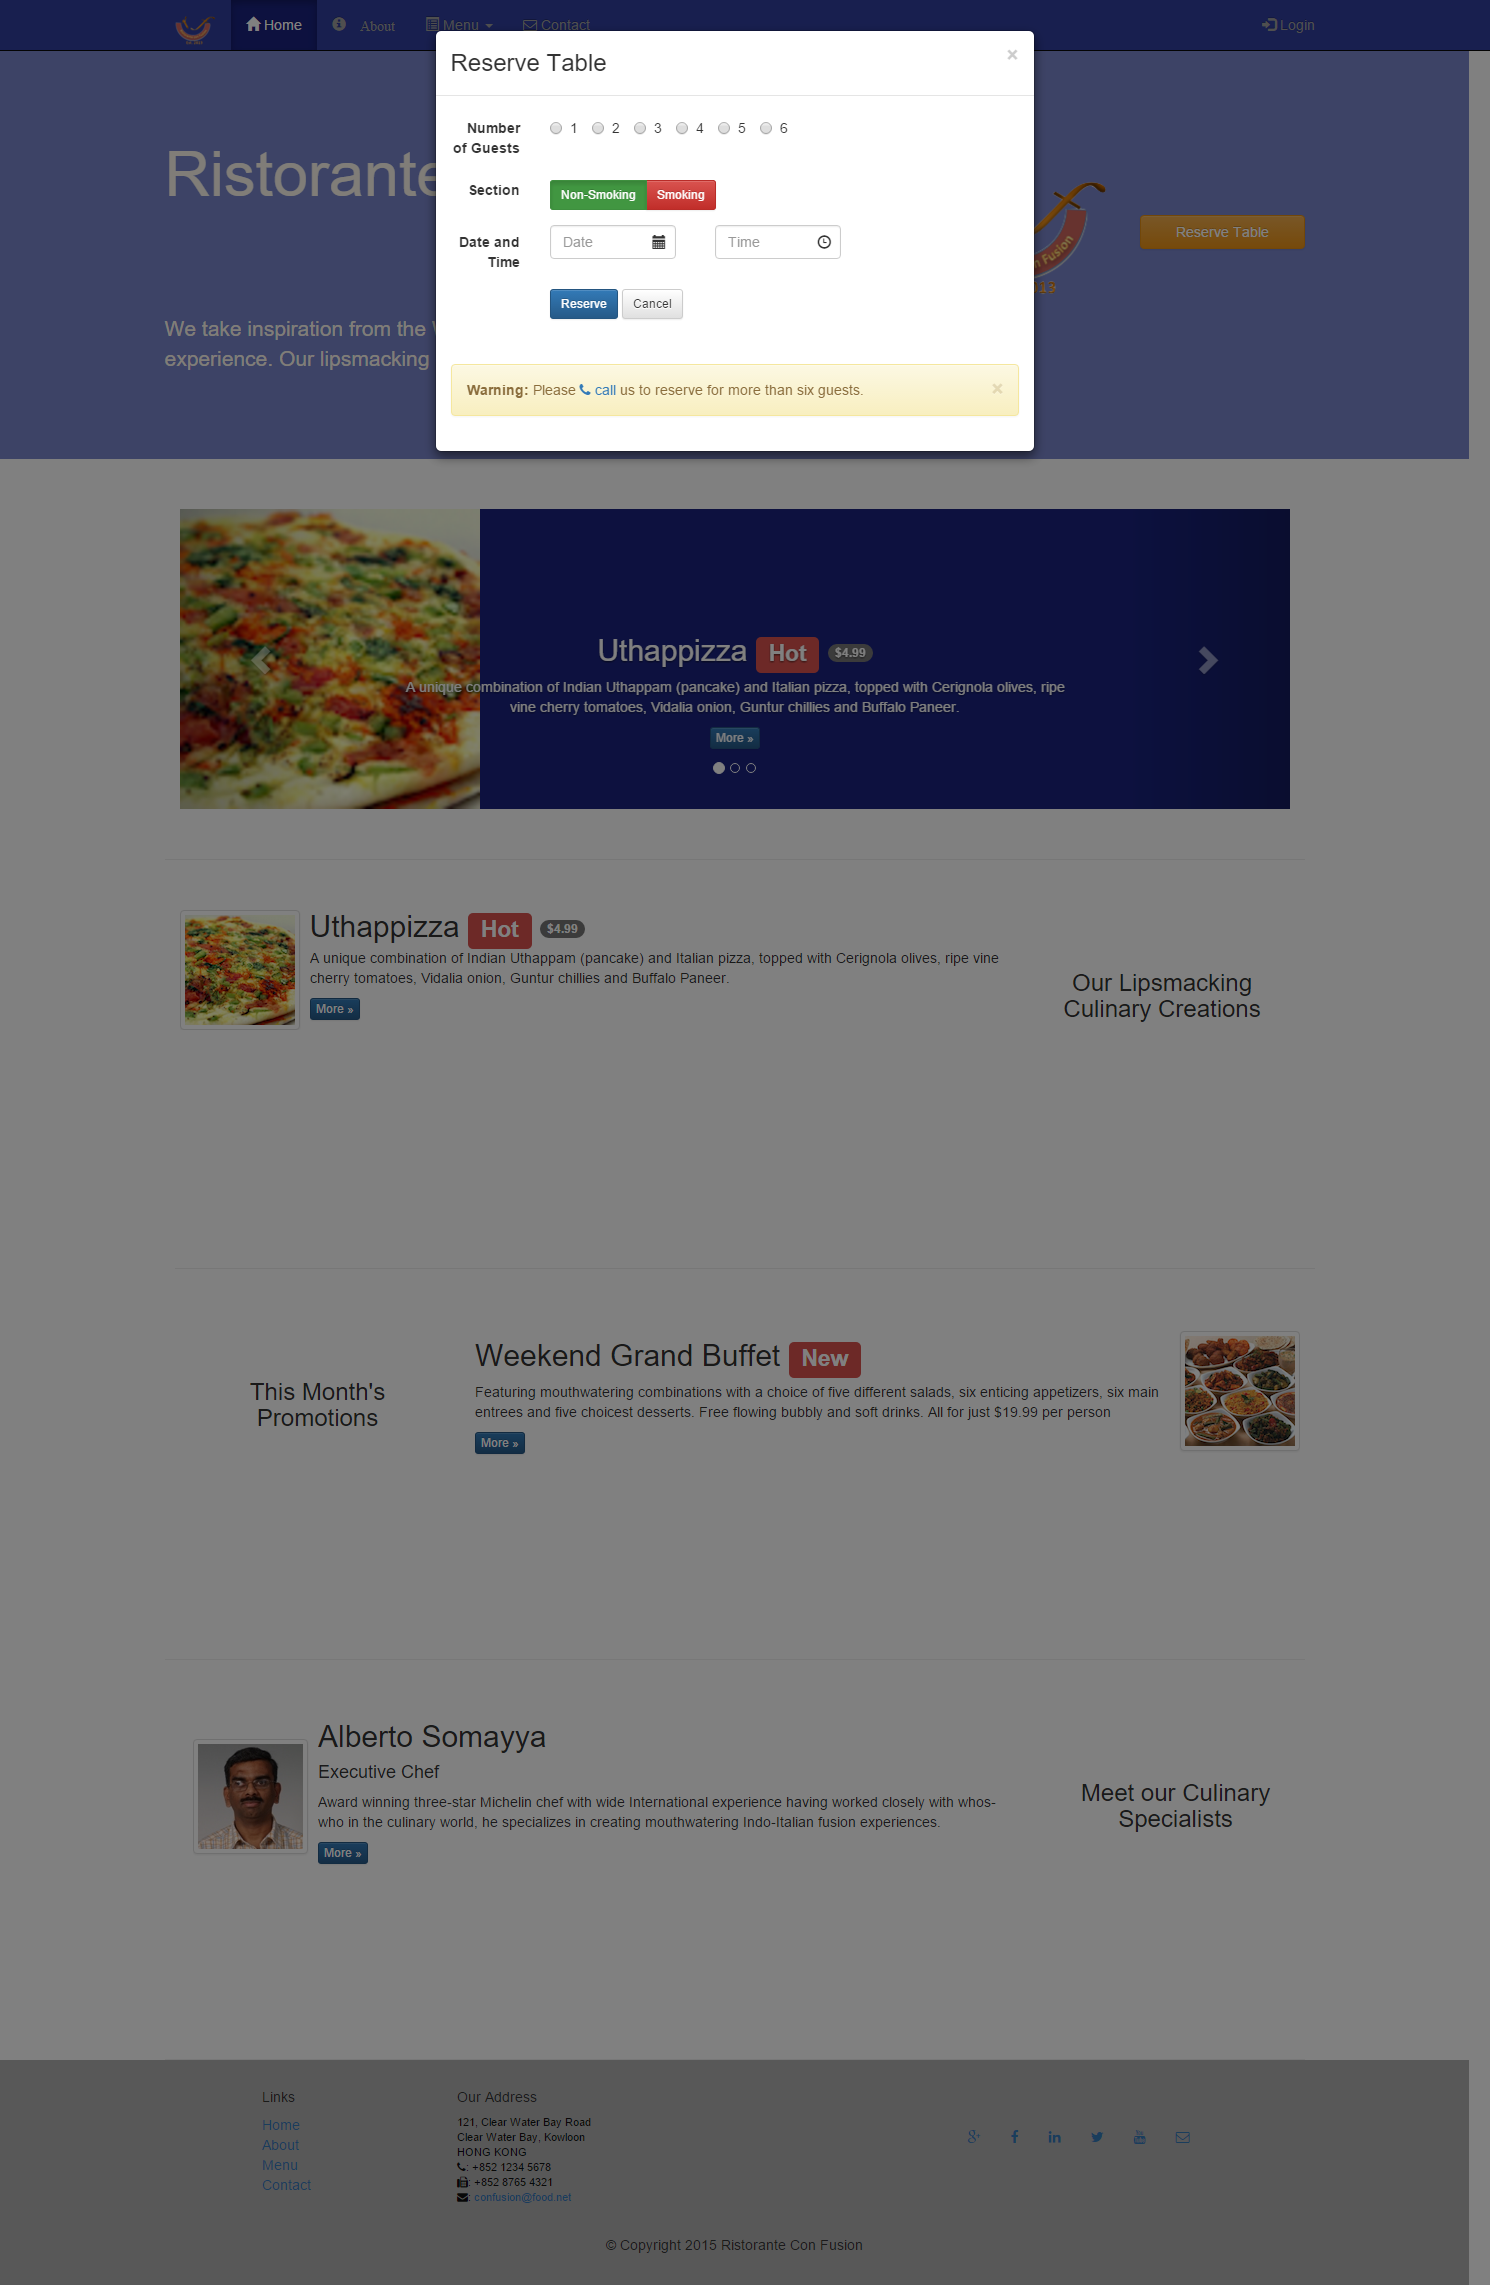 Home About Menu Contact Login
Reserve Table ×
Number of Guests 1 2 3 4 5 6
Section Non-Smoking Smoking
Date and Time Date Time
Reserve Cancel
Warning: Please call us to reserve for more than six guests. ×
Ristorante
Con Fusion
Reserve Table
We take inspiration from the
experience. Our lipsmacking
Uthappizza Hot $4.99
A unique combination of Indian Uthappam (pancake) and Italian pizza, topped with Cerignola olives, ripe
vine cherry tomatoes, Vidalia onion, Guntur chillies and Buffalo Paneer.
More »
Uthappizza Hot $4.99
A unique combination of Indian Uthappam (pancake) and Italian pizza, topped with Cerignola olives, ripe vine
cherry tomatoes, Vidalia onion, Guntur chillies and Buffalo Paneer.
More »
Our Lipsmacking
Culinary Creations
This Month's
Promotions
Weekend Grand Buffet New
Featuring mouthwatering combinations with a choice of five different salads, six enticing appetizers, six main
entrees and five choicest desserts. Free flowing bubbly and soft drinks. All for just $19.99 per person
More »
Alberto Somayya
Executive Chef
Award winning three-star Michelin chef with wide International experience having worked closely with whos-
who in the culinary world, he specializes in creating mouthwatering Indo-Italian fusion experiences.
More »
Meet our Culinary
Specialists
Links
Home
About
Menu
Contact
Our Address
121, Clear Water Bay Road
Clear Water Bay, Kowloon
HONG KONG
: +852 1234 5678
: +852 8765 4321
: confusion@food.net
© Copyright 2015 Ristorante Con Fusion